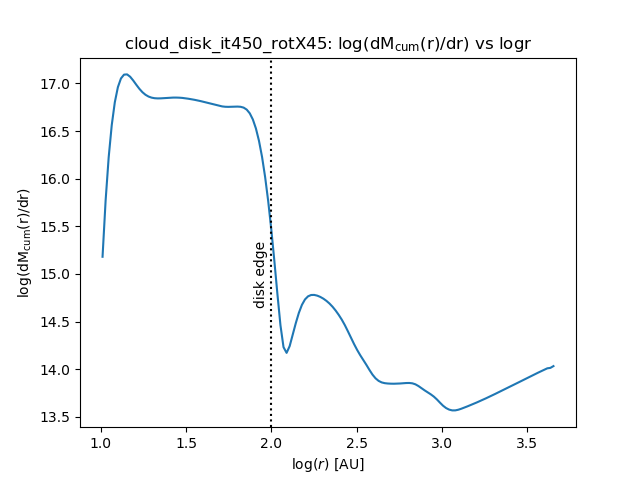 cloud_disk_it450_rotX45: log(dMcum(r)/dr) vs logr
log(dMcum(r)/dr)
17.0
16.5
16.0
15.5
15.0
14.5
14.0
13.5
disk edge
1.0 1.5 2.0 2.5 3.0 3.5
log(r) [AU]